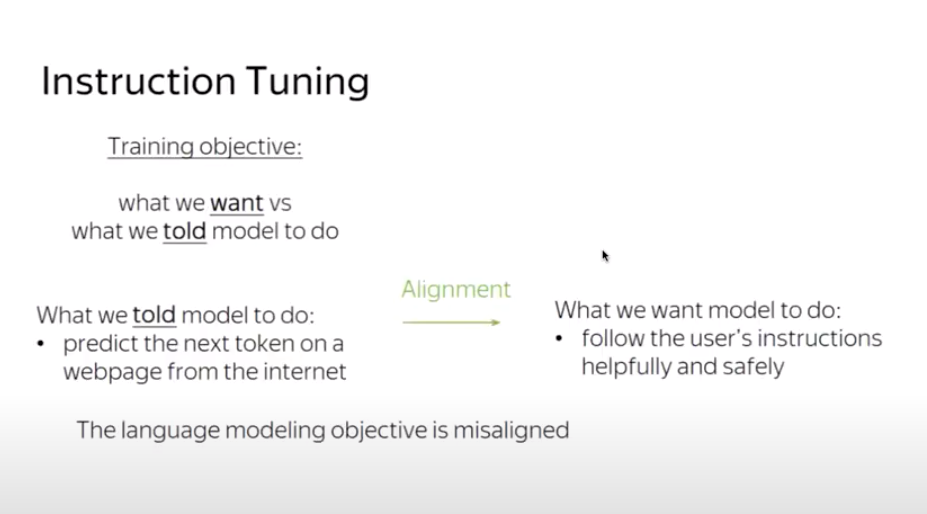 Instruction Tuning
Training objective:
what we want vs
what we told model to do
What we told model to do:
• predict the next token on a
webpage from the internet
Alignment
What we want model to do:
• follow the user's instructions
helpfully and safely
The language modeling objective is misaligned